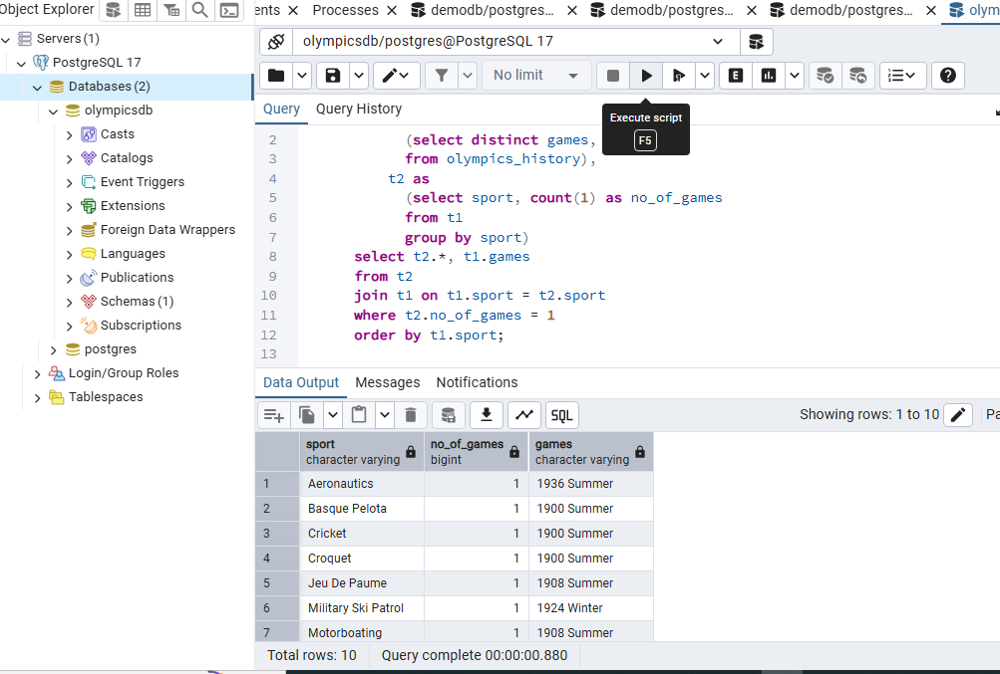 Object Explorer
ents
Processes
demodb/postgres...
demodb/postgres...
demodb/postgres...
olym
Servers (1)
PostgreSQL 17
Databases (2)
olympicsdb
Casts
Catalogs
Event Triggers
Extensions
Foreign Data Wrappers
Languages
Publications
Schemas (1)
Subscriptions
postgres
Login/Group Roles
Tablespaces
olympicsdb/postgres@PostgreSQL 17
No limit
E
Execute script
F5
Query Query History
2 (select distinct games,
3 from olympics_history),
4 t2 as
5 (select sport, count(1) as no_of_games
6 from t1
7 group by sport)
8 select t2.*, t1.games
9 from t2
10 join t1 on t1.sport = t2.sport
11 where t2.no_of_games = 1
12 order by t1.sport;
13
Data Output Messages Notifications
SQL
Showing rows: 1 to 10
Pa
sport no_of_games games
character varying bigint character varying
1 Aeronautics 1 1936 Summer
2 Basque Pelota 1 1900 Summer
3 Cricket 1 1900 Summer
4 Croquet 1 1900 Summer
5 Jeu De Paume 1 1908 Summer
6 Military Ski Patrol 1 1924 Winter
7 Motorboating 1 1908 Summer
Total rows: 10 Query complete 00:00:00.880